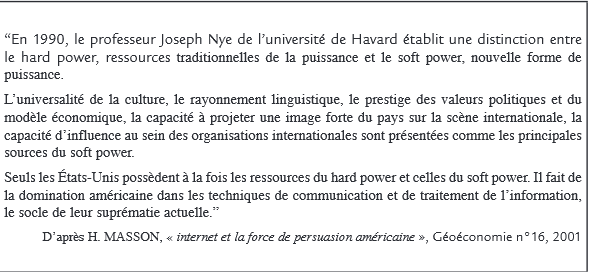 “En 1990, le professeur Joseph Nye de l’université de Havard établit une distinction entre
le hard power, ressources traditionnelles de la puissance et le soft power, nouvelle forme de
puissance.
L’universalité de la culture, le rayonnement linguistique, le prestige des valeurs politiques et du
modèle économique, la capacité à projeter une image forte du pays sur la scène internationale, la
capacité d’influence au sein des organisations internationales sont présentées comme les principales
sources du soft power.
Seuls les États-Unis possèdent à la fois les ressources du hard power et celles du soft power. Il fait de
la domination américaine dans les techniques de communication et de traitement de l’information,
le socle de leur suprématie actuelle.”
D’après H. MASSON, « internet et la force de persuasion américaine », Géoéconomie n°16, 2001